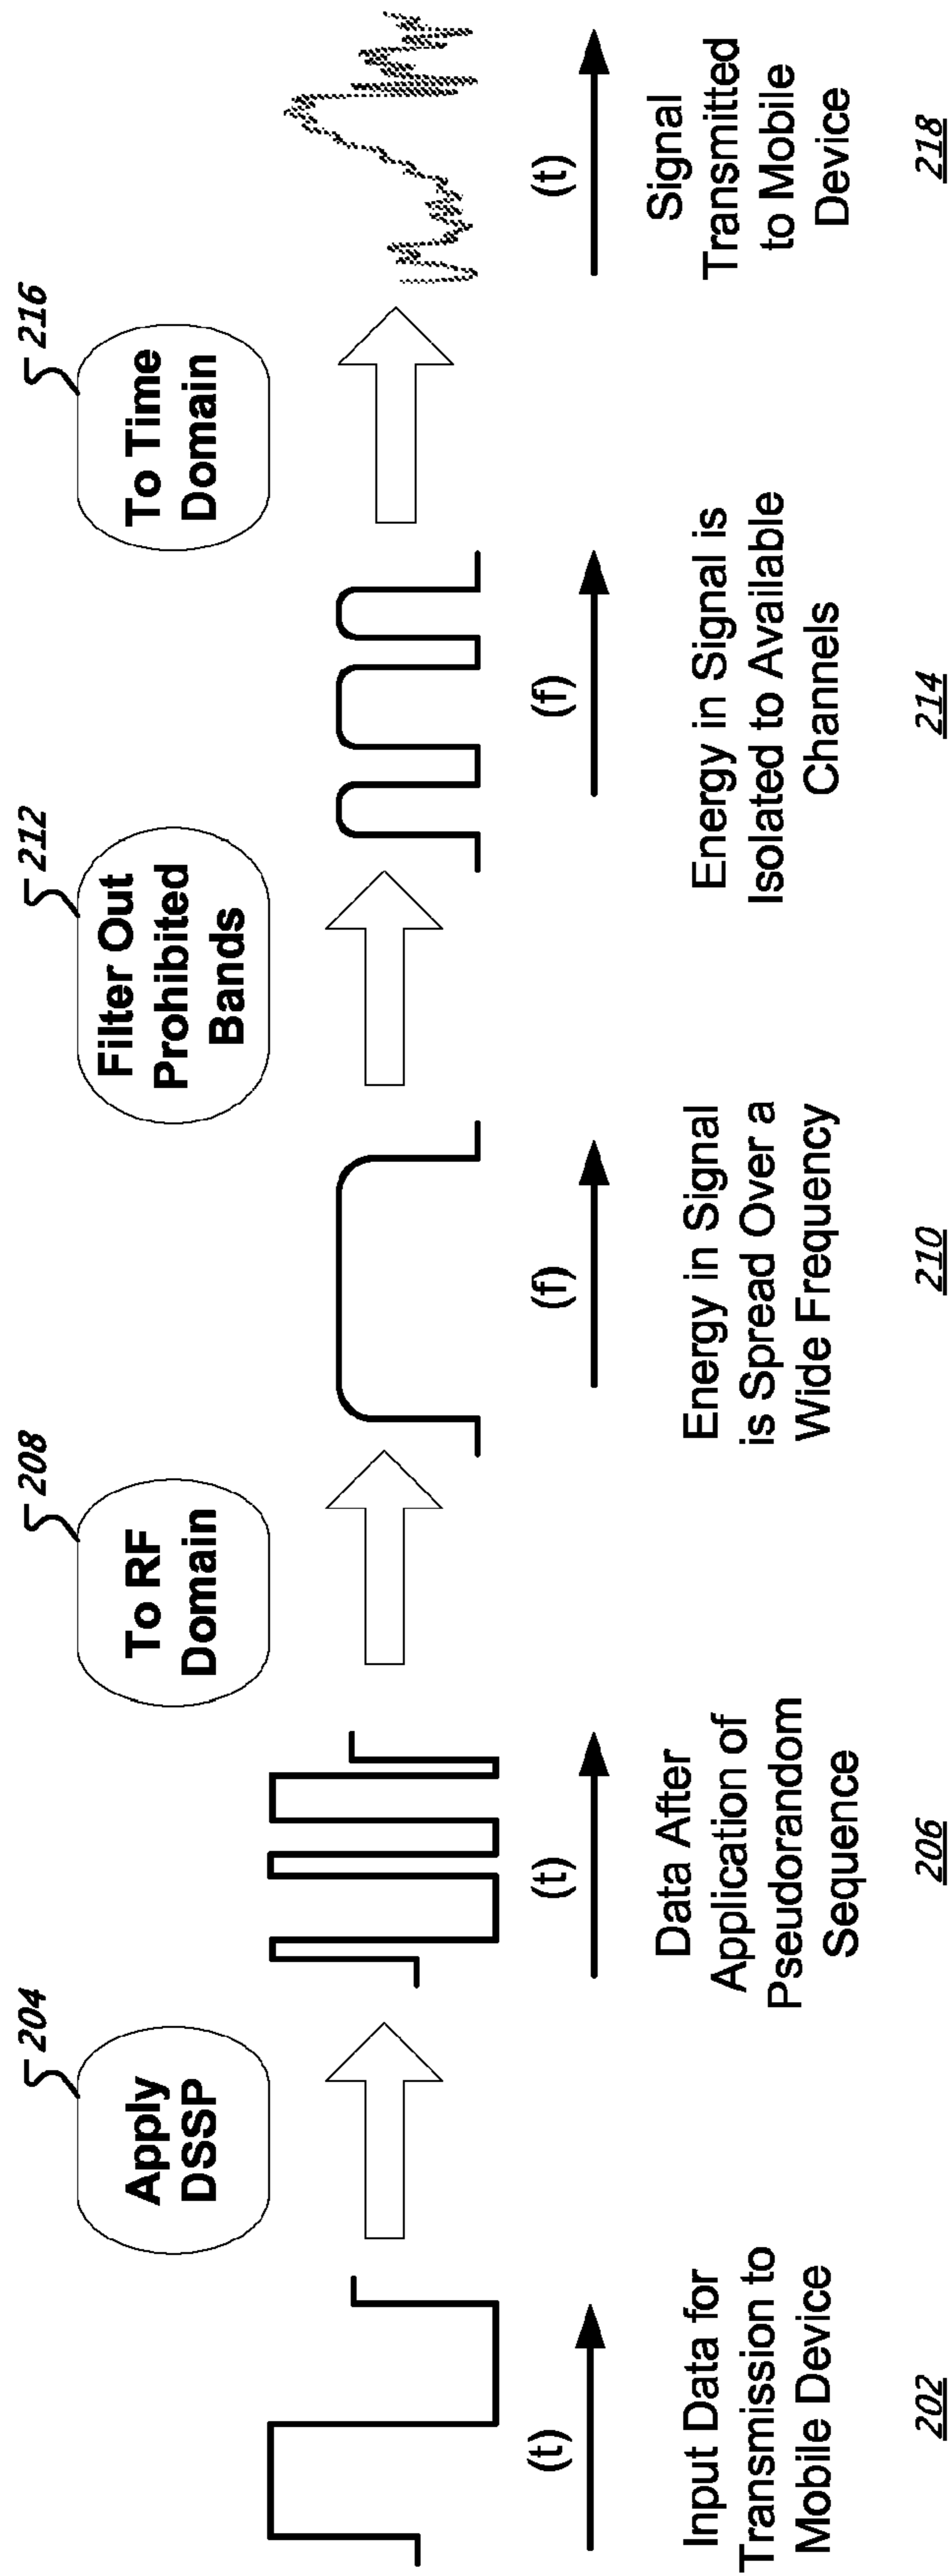 204
Apply
DSSP
208
To RF
Domain
212
Filter Out
Prohibited
Bands
216
To Time
Domain
(t)
Input Data for
Transmission to
Mobile Device
202
(t)
Data After
Application of
Pseudorandom
Sequence
206
(f)
Energy in Signal
is Spread Over a
Wide Frequency
210
(f)
Energy in Signal is
Isolated to Available
Channels
214
(t)
Signal
Transmitted
to Mobile
Device
218